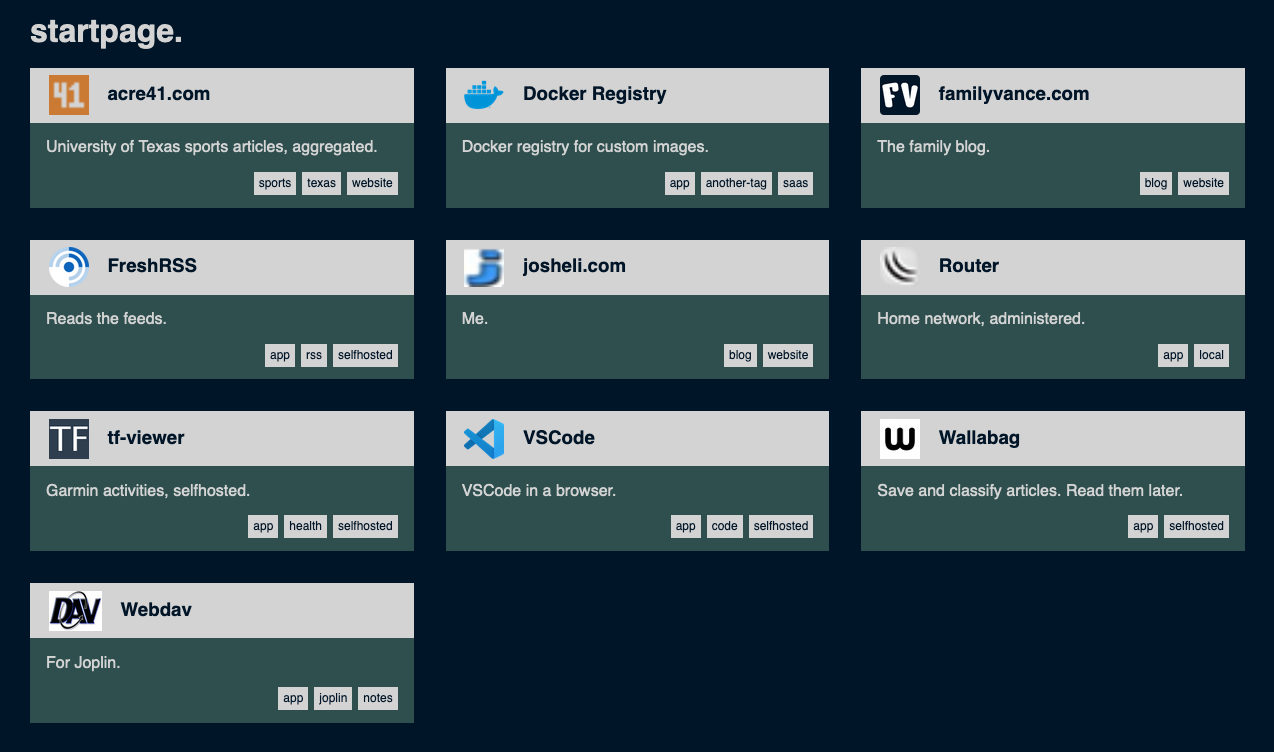 startpage.
41 acre41.com
University of Texas sports articles, aggregated.
sports texas website
Docker Registry
Docker registry for custom images.
app another-tag saas
FV familyvance.com
The family blog.
blog website
FreshRSS
Reads the feeds.
app rss selfhosted
j josheli.com
Me.
blog website
Router
Home network, administered.
app local
TF tf-viewer
Garmin activities, selfhosted.
app health selfhosted
VSCode
VSCode in a browser.
app code selfhosted
W Wallabag
Save and classify articles. Read them later.
app selfhosted
DAV Webdav
For Joplin.
app joplin notes